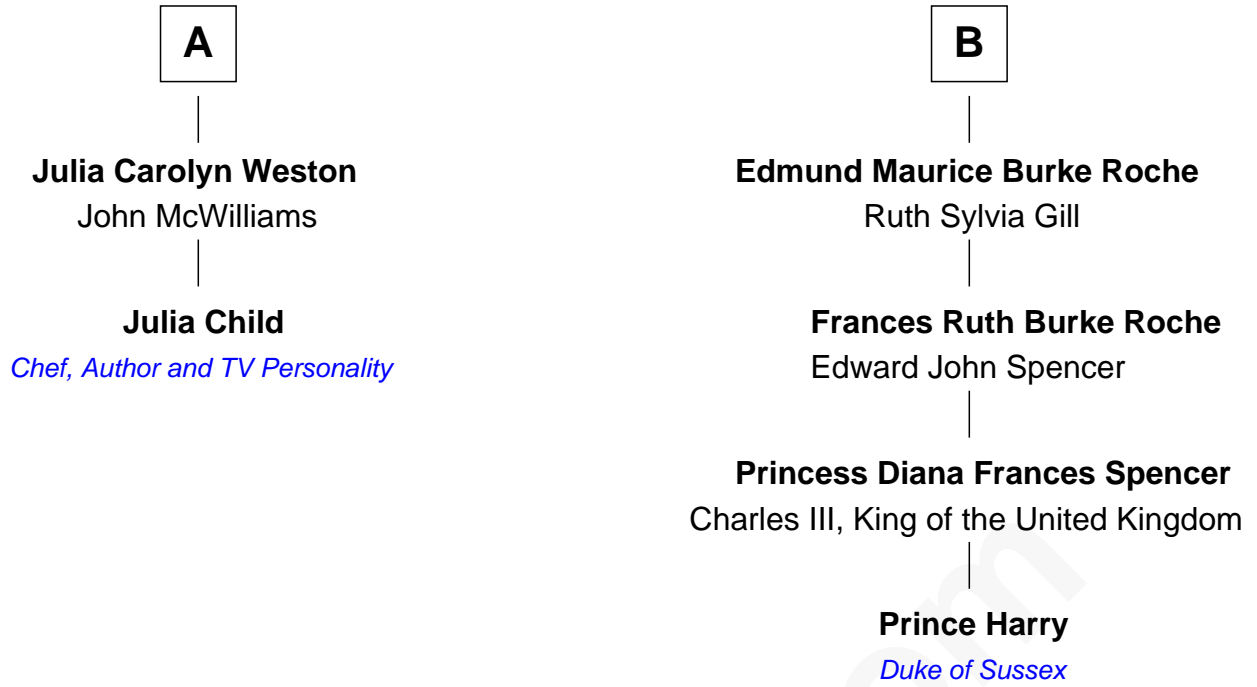 A
Julia Carolyn Weston
John McWilliams
Julia Child
Chef, Author and TV Personality
B
Edmund Maurice Burke Roche
Ruth Sylvia Gill
Frances Ruth Burke Roche
Edward John Spencer
Princess Diana Frances Spencer
Charles III, King of the United Kingdom
Prince Harry
Duke of Sussex